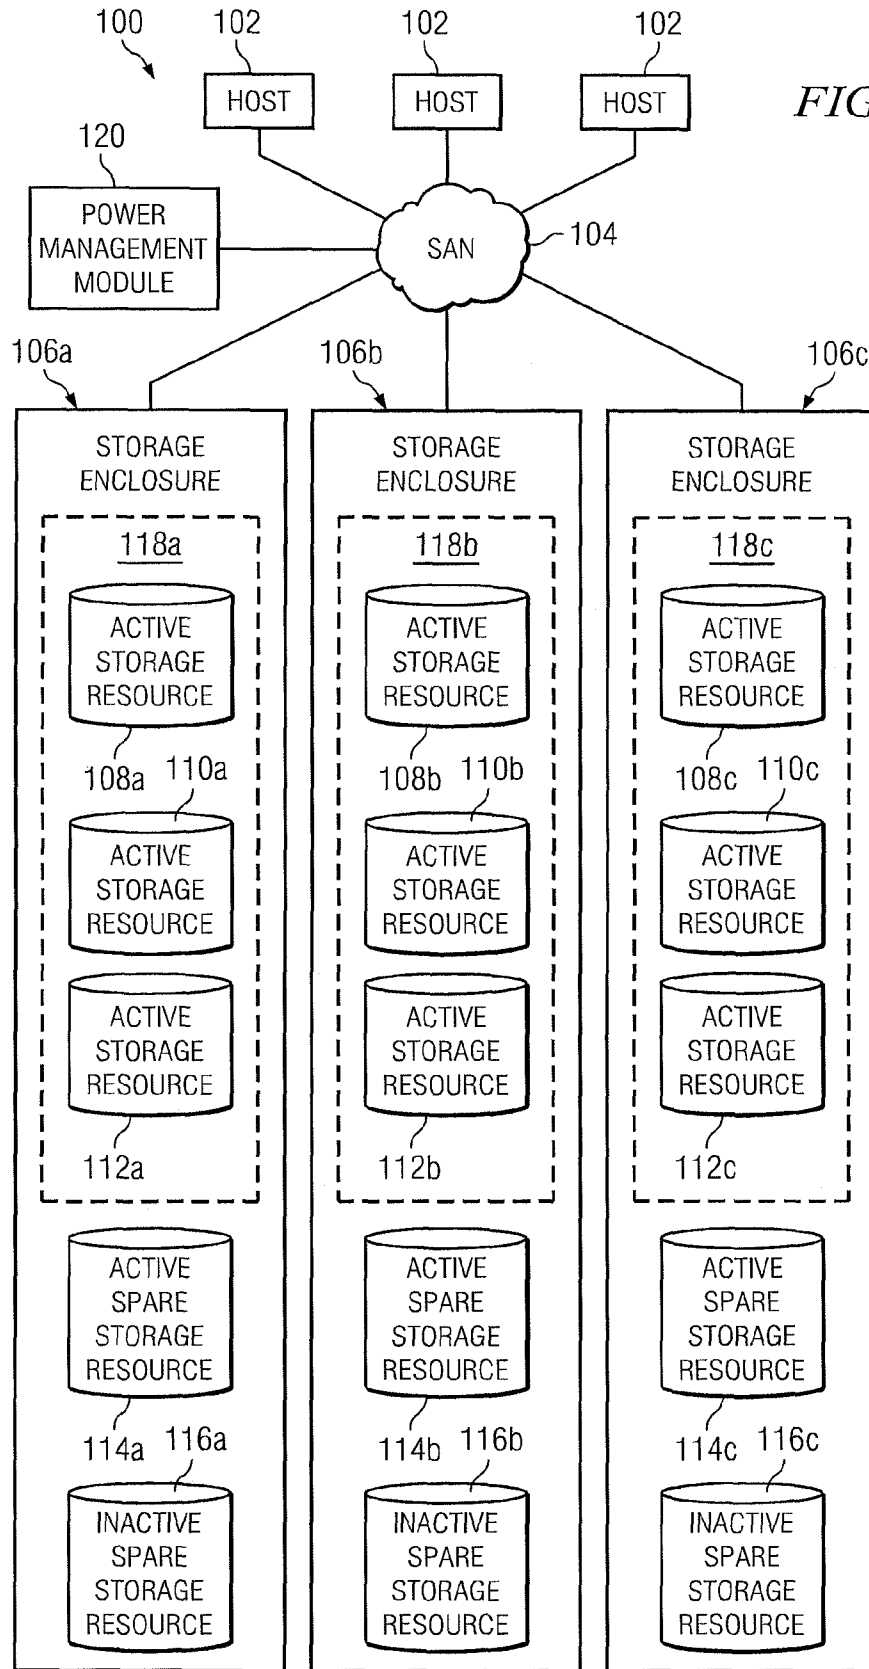 100
102
102
102
HOST
HOST
HOST
FIG
120
POWER
MANAGEMENT
MODULE
SAN
104
106a
106b
106c
STORAGE
ENCLOSURE
118a
ACTIVE
STORAGE
RESOURCE
108a
110a
ACTIVE
STORAGE
RESOURCE
ACTIVE
STORAGE
RESOURCE
112a
ACTIVE
SPARE
STORAGE
RESOURCE
114a
116a
INACTIVE
SPARE
STORAGE
RESOURCE
STORAGE
ENCLOSURE
118b
ACTIVE
STORAGE
RESOURCE
108b
110b
ACTIVE
STORAGE
RESOURCE
ACTIVE
STORAGE
RESOURCE
112b
ACTIVE
SPARE
STORAGE
RESOURCE
114b
116b
INACTIVE
SPARE
STORAGE
RESOURCE
STORAGE
ENCLOSURE
118c
ACTIVE
STORAGE
RESOURCE
108c
110c
ACTIVE
STORAGE
RESOURCE
ACTIVE
STORAGE
RESOURCE
112c
ACTIVE
SPARE
STORAGE
RESOURCE
114c
116c
INACTIVE
SPARE
STORAGE
RESOURCE